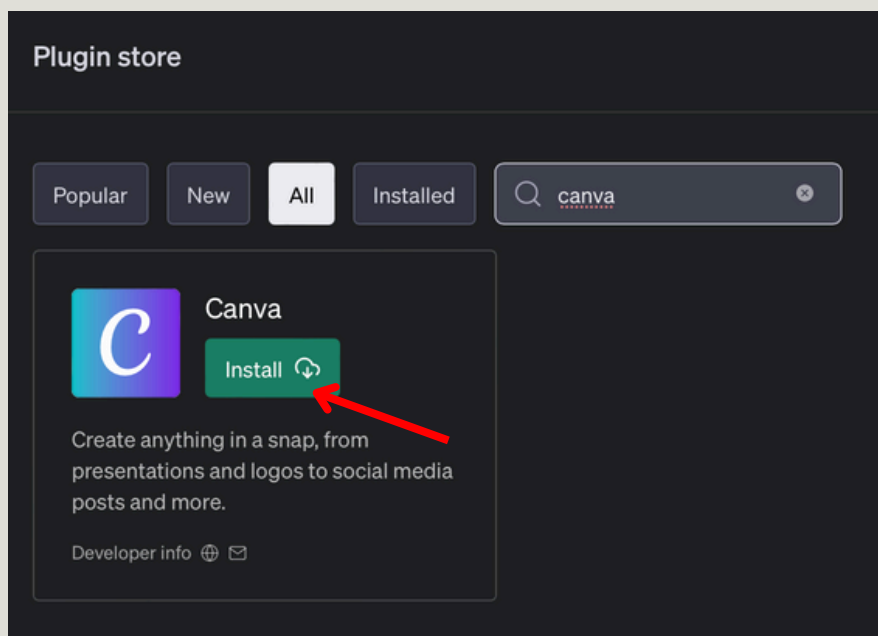 Plugin store
Popular New All Installed canva
C
Canva
Install
Create anything in a snap, from
presentations and logos to social media
posts and more.
Developer info